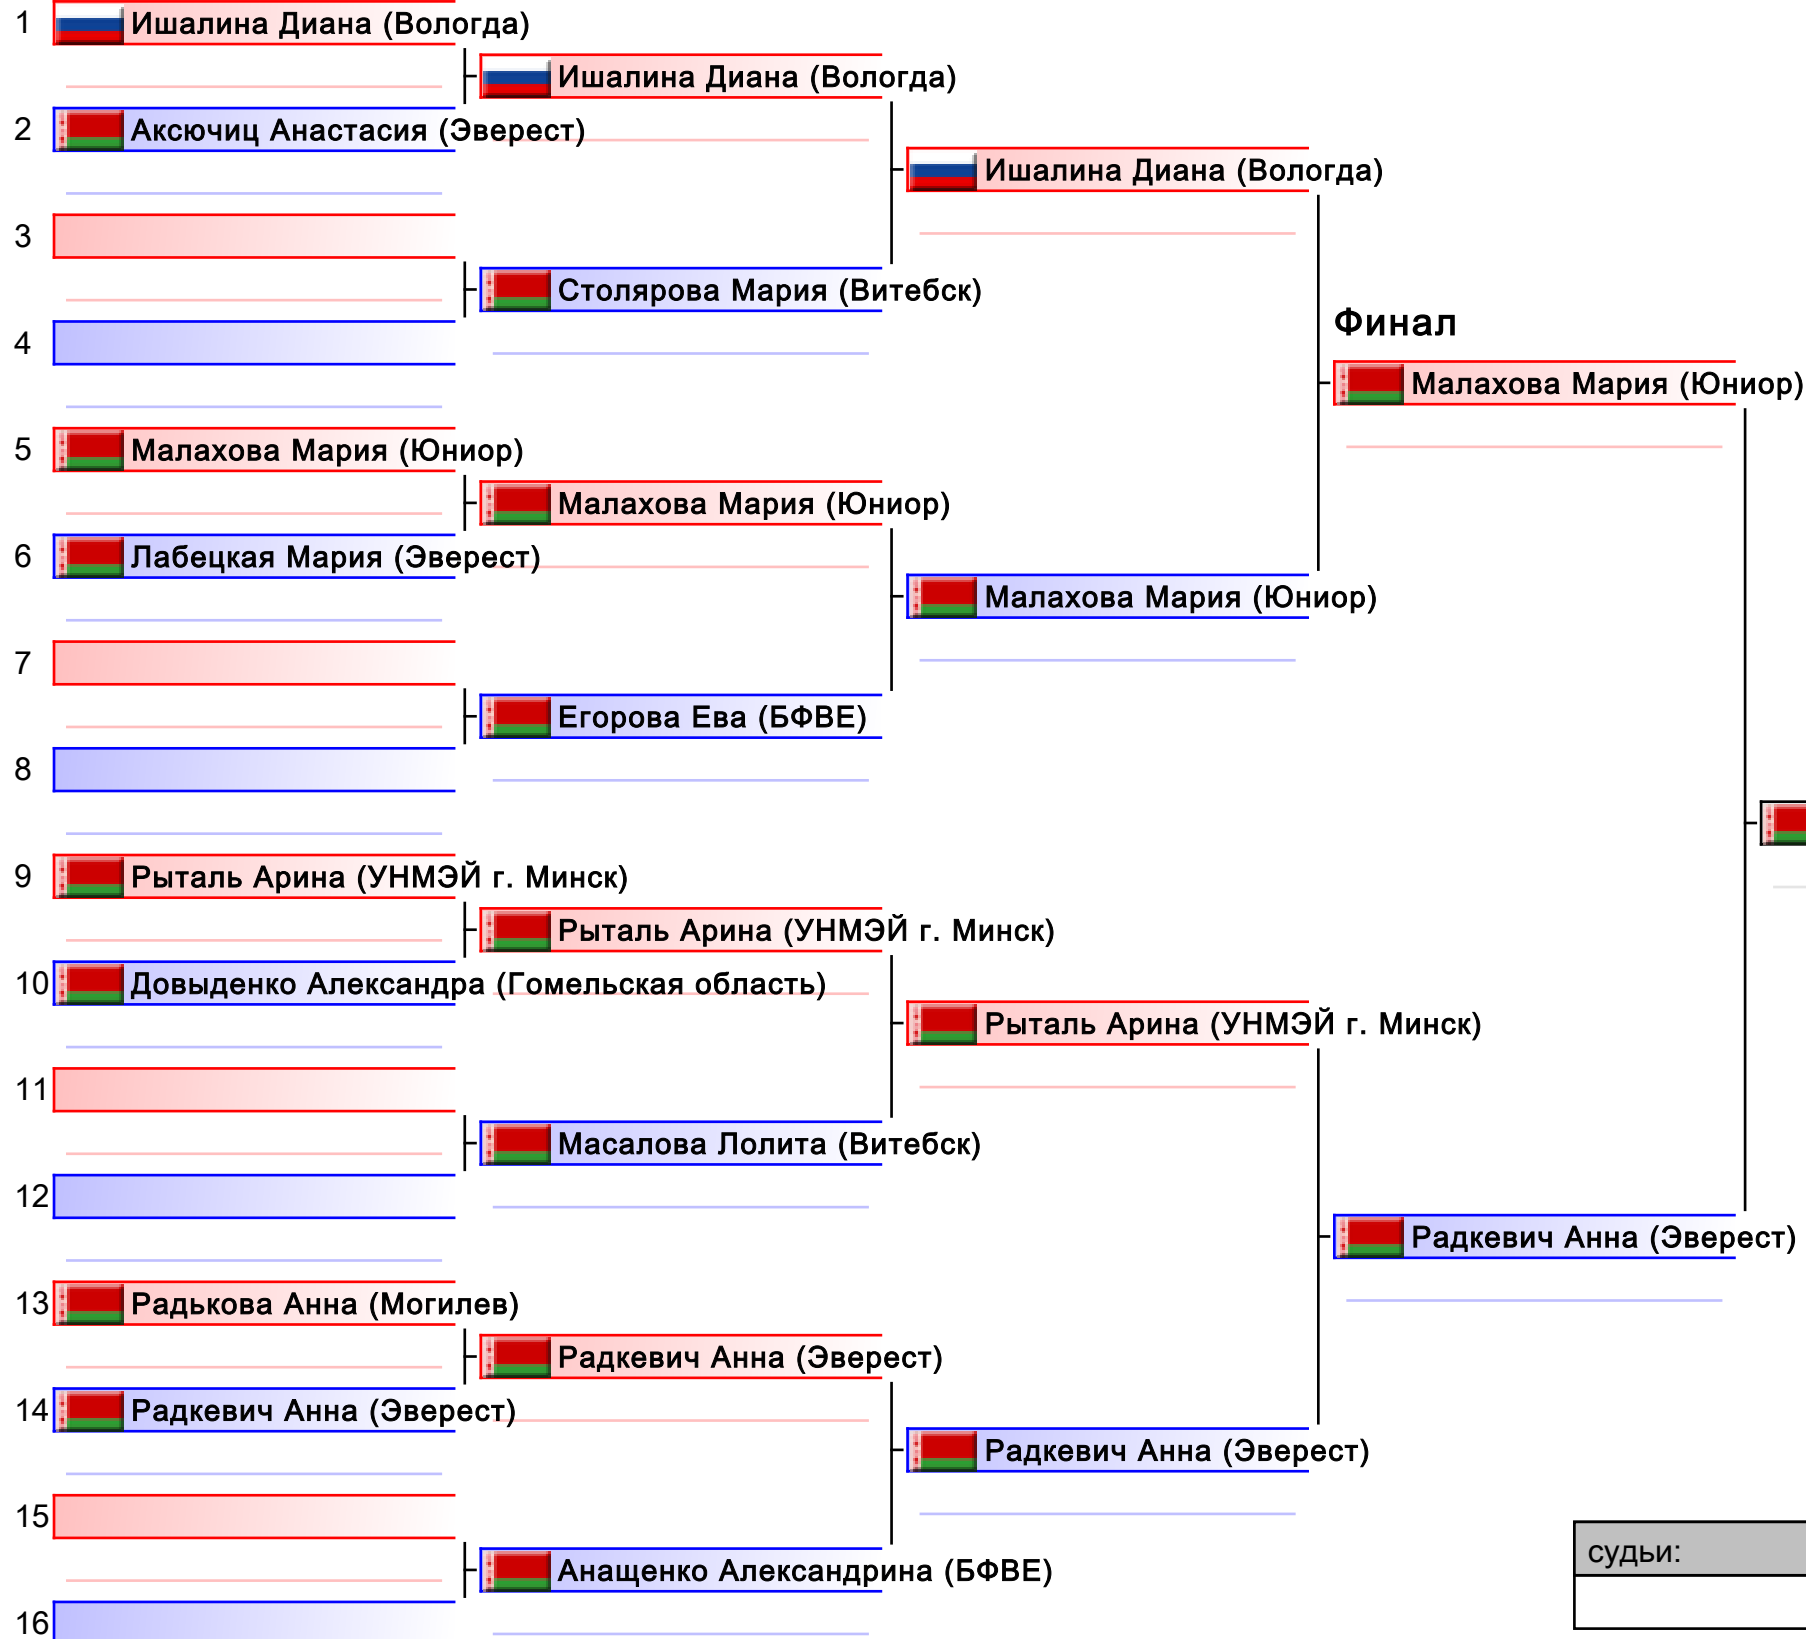 1 Ишалина Диана (Вологда)
Ишалина Диана (Вологда)
2 Аксючиц Анастасия (Эверест)
Ишалина Диана (Вологда)
3
Столярова Мария (Витебск)
Финал
4
Малахова Мария (Юниор)
5 Малахова Мария (Юниор)
Малахова Мария (Юниор)
6 Лабецкая Мария (Эверест)
Малахова Мария (Юниор)
7
Егорова Ева (БФВЕ)
8
9 Рыталь Арина (УНМЭЙ г. Минск)
Рыталь Арина (УНМЭЙ г. Минск)
10 Довыденко Александра (Гомельская область)
Рыталь Арина (УНМЭЙ г. Минск)
11
Масалова Лолита (Витебск)
12
Радкевич Анна (Эверест)
13 Радькова Анна (Могилев)
Радкевич Анна (Эверест)
14 Радкевич Анна (Эверест)
Радкевич Анна (Эверест)
15
судьи:
Анащенко Александрина (БФВЕ)
16